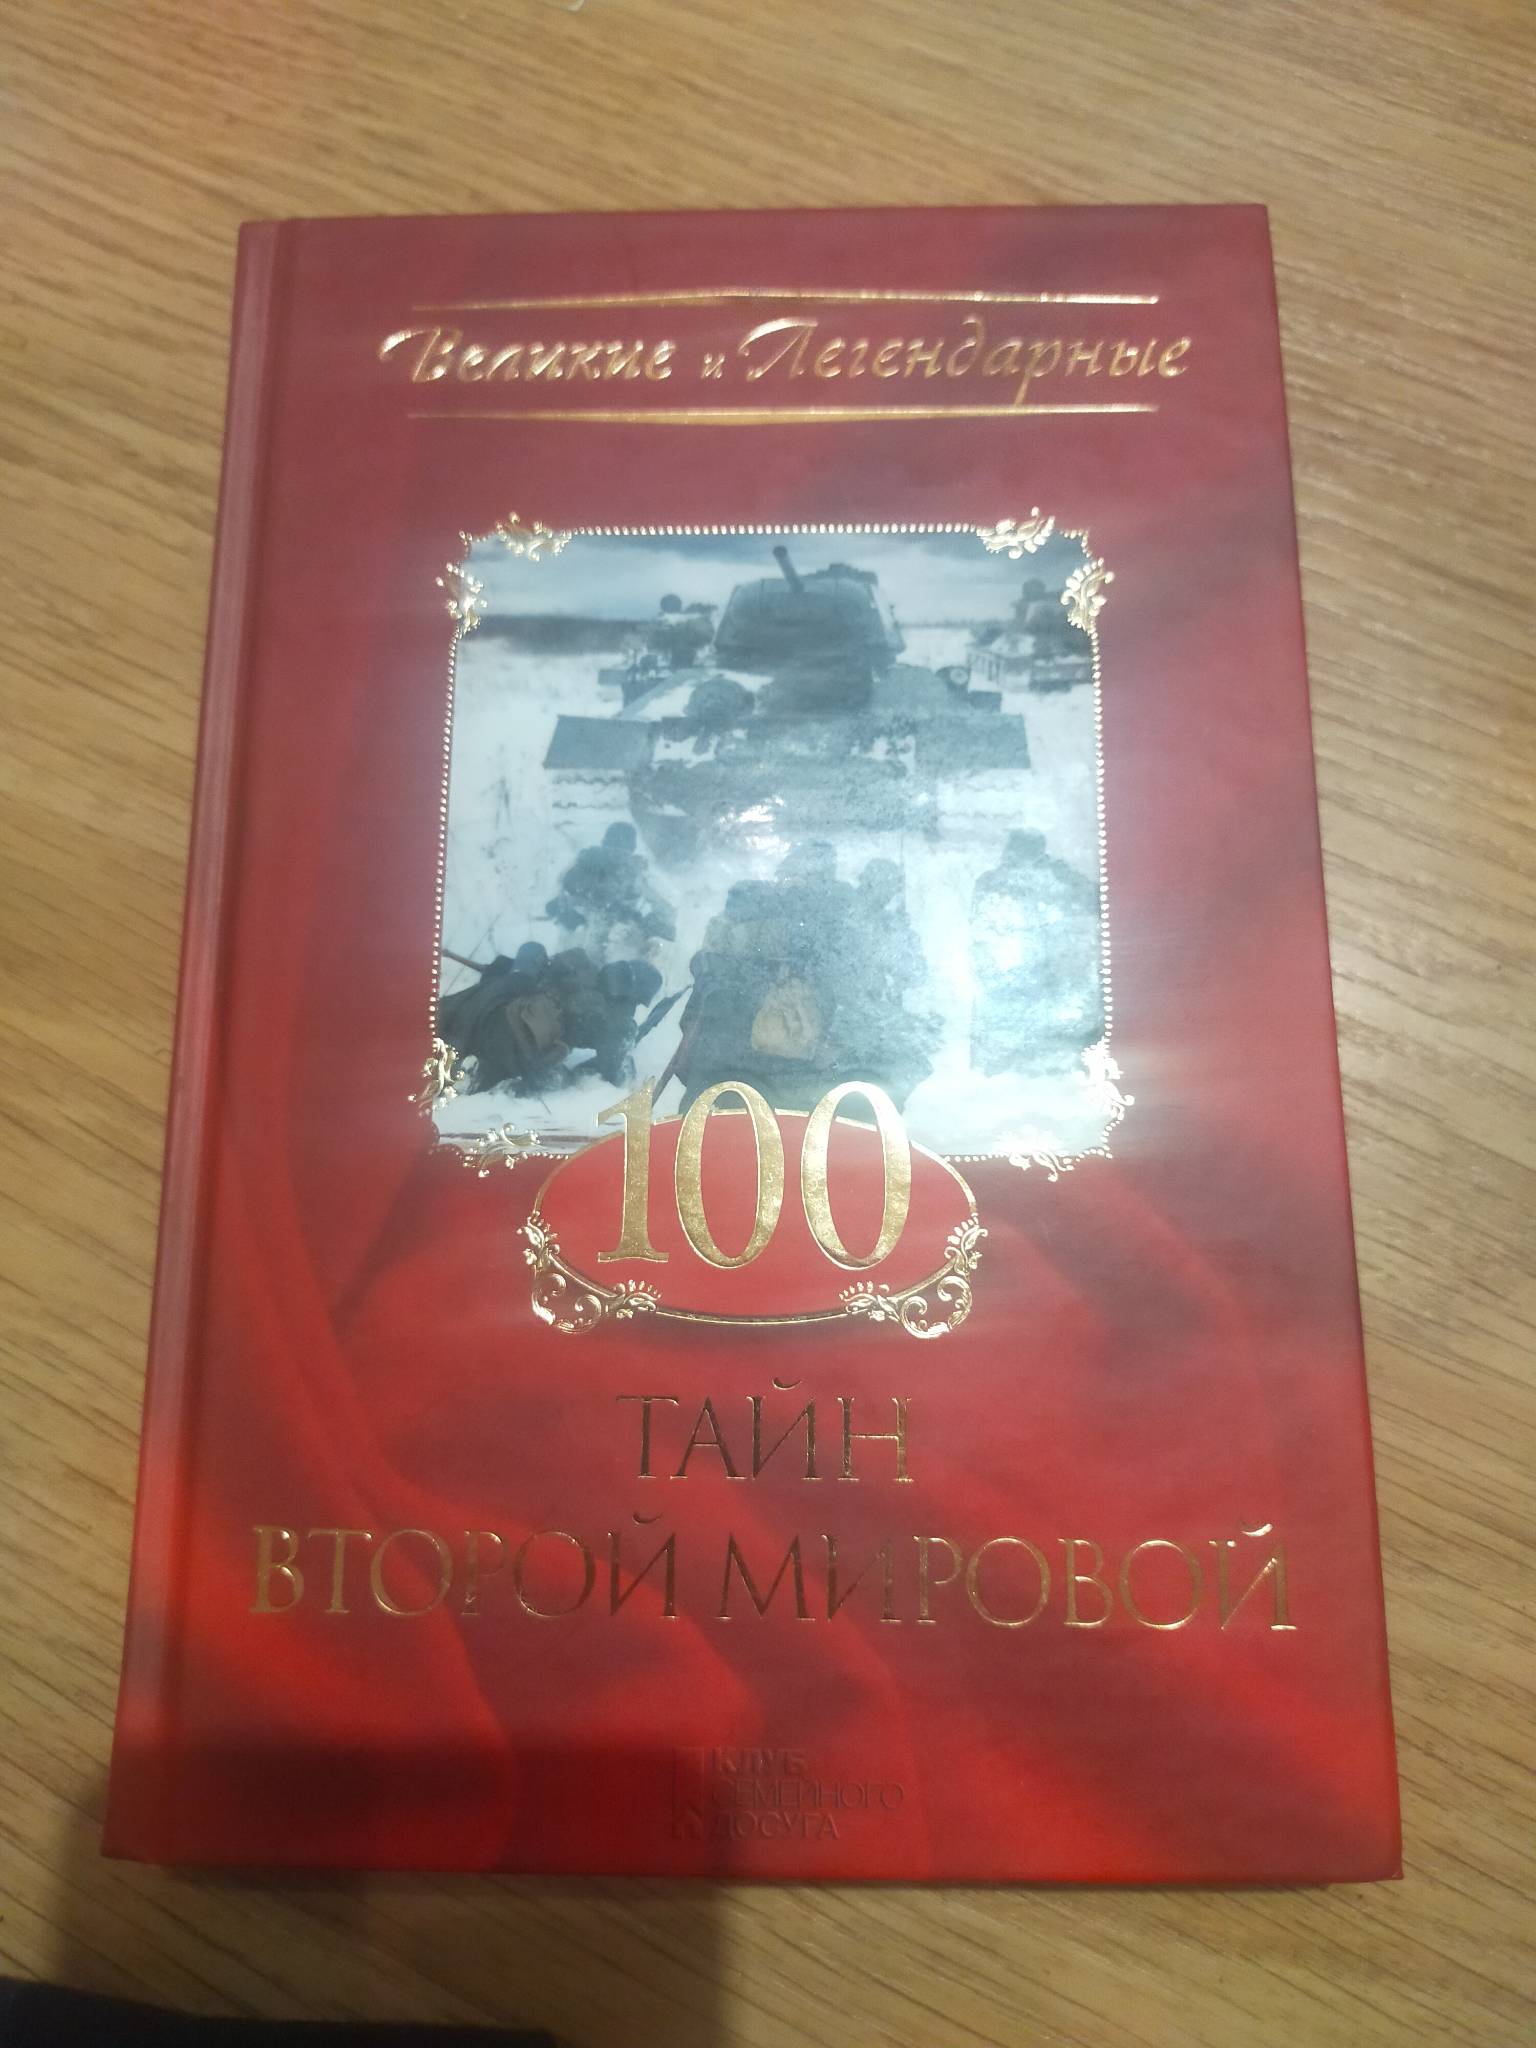 Великие и Легендарные
100
ТАЙН
ВТОРОЙ МИРОВОЙ
КЛУБ
СЕМЕЙНОГО
ДОСУГА